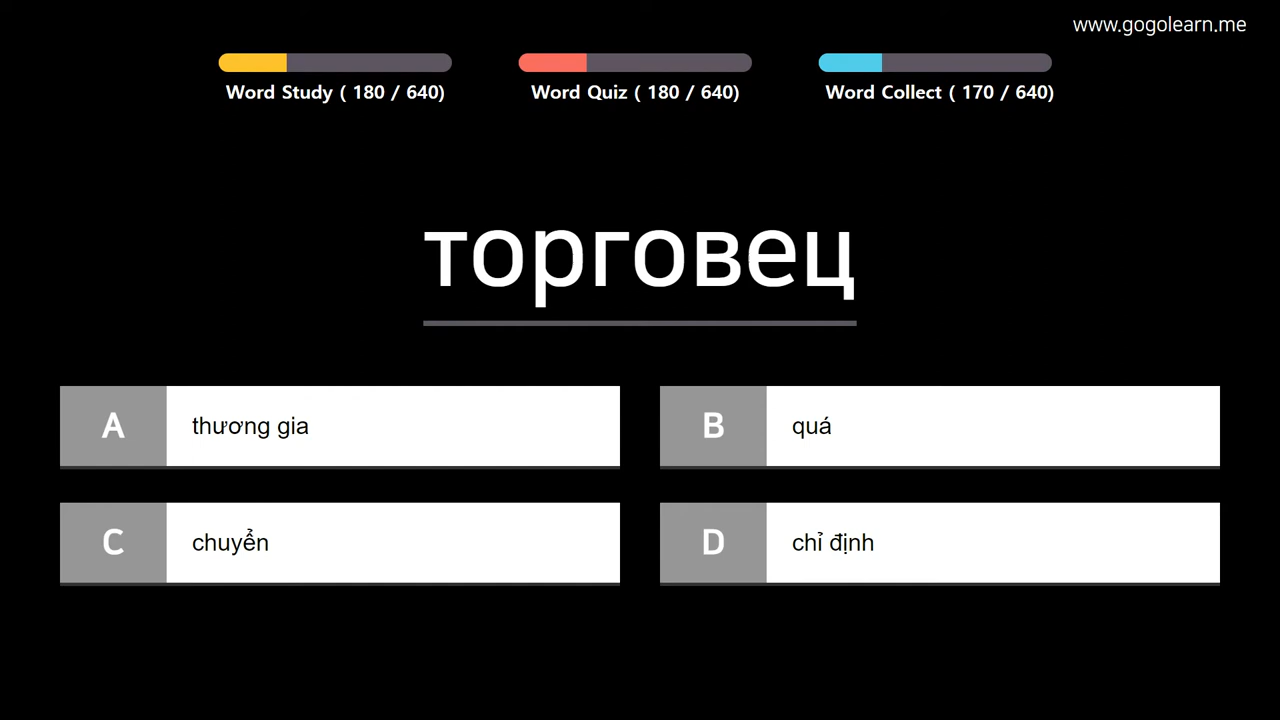 www.gogolearn.me
Word Study ( 180 / 640)
Word Quiz ( 180 / 640)
Word Collect ( 170 / 640)
торговец
A thương gia
B quá
C chuyển
D chỉ định